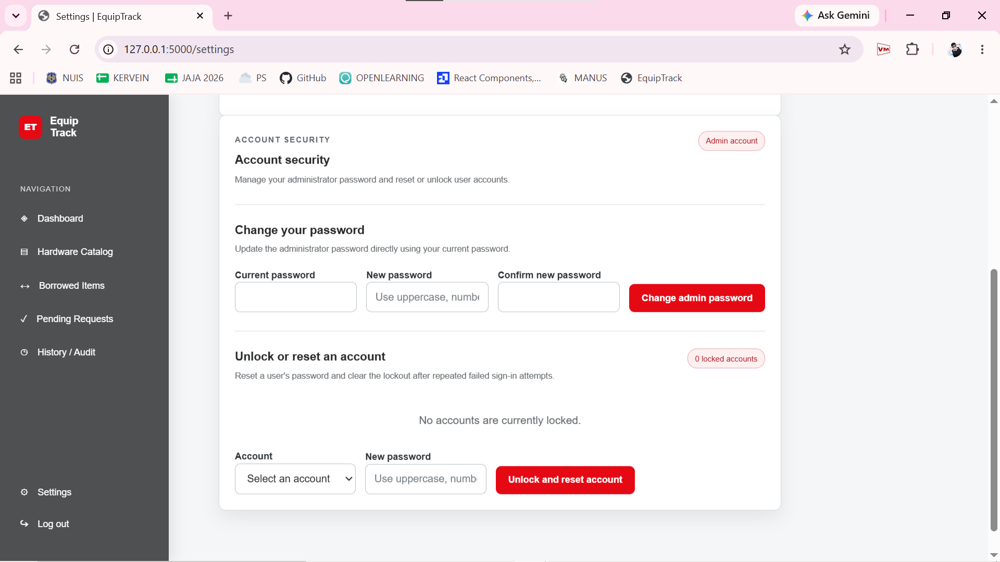 Settings | EquipTrack
Ask Gemini
127.0.0.1:5000/settings
VM
NUIS
KERVEIN
JAJA 2026
PS
GitHub
OPENLEARNING
React Components,...
MANUS
EquipTrack
ET
Equip
Track
NAVIGATION
Dashboard
Hardware Catalog
Borrowed Items
Pending Requests
History / Audit
Settings
Log out
ACCOUNT SECURITY
Admin account
Account security
Manage your administrator password and reset or unlock user accounts.
Change your password
Update the administrator password directly using your current password.
Current password
New password
Confirm new password
Use uppercase, numbe
Change admin password
Unlock or reset an account
0 locked accounts
Reset a user's password and clear the lockout after repeated failed sign-in attempts.
No accounts are currently locked.
Account
New password
Select an account
Use uppercase, numb
Unlock and reset account